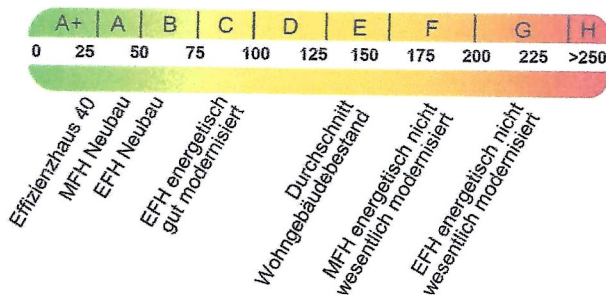 A+ A B C D E F G H
0 25 50 75 100 125 150 175 200 225 >250
Effizienzhaus 40
MFH Neubau
EFH Neubau
EFH energetisch
gut modernisiert
Durchschnitt
Wohngebäudebestand
MFH energetisch nicht
wesentlich modernisiert
EFH energetisch nicht
wesentlich modernisiert